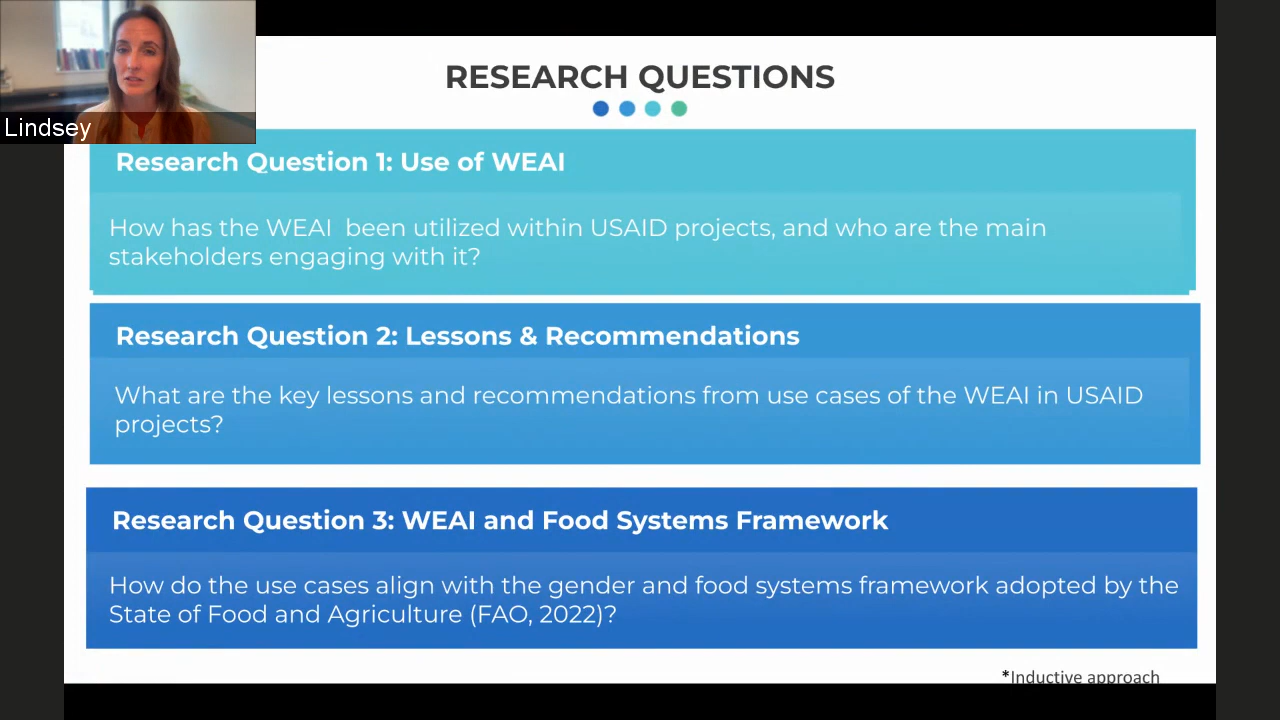 Lindsey
RESEARCH QUESTIONS
Research Question 1: Use of WEAI
How has the WEAI been utilized within USAID projects, and who are the main
stakeholders engaging with it?
Research Question 2: Lessons & Recommendations
What are the key lessons and recommendations from use cases of the WEAI in USAID
projects?
Research Question 3: WEAI and Food Systems Framework
How do the use cases align with the gender and food systems framework adopted by the
State of Food and Agriculture (FAO, 2022)?
*Inductive approach